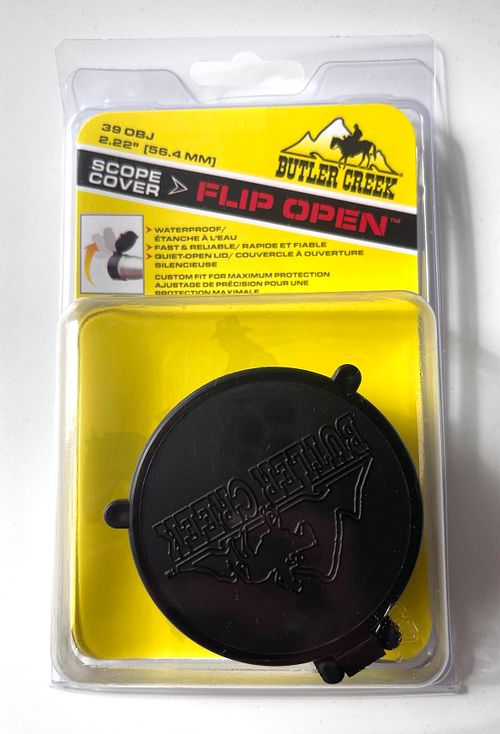 39 OBJ
2.22" [56.4 MM]
BUTLER CREEK
SCOPE
COVER > FLIP OPEN™
> WATERPROOF/
ÉTANCHE À L'EAU
> FAST & RELIABLE/ RAPIDE ET FIABLE
> QUIET-OPEN LID/ COUVERCLE À OUVERTURE
SILENCIEUSE
CUSTOM FIT FOR MAXIMUM PROTECTION
AJUSTAGE DE PRÉCISION POUR UNE
PROTECTION MAXIMALE
BUTLER
CREEK